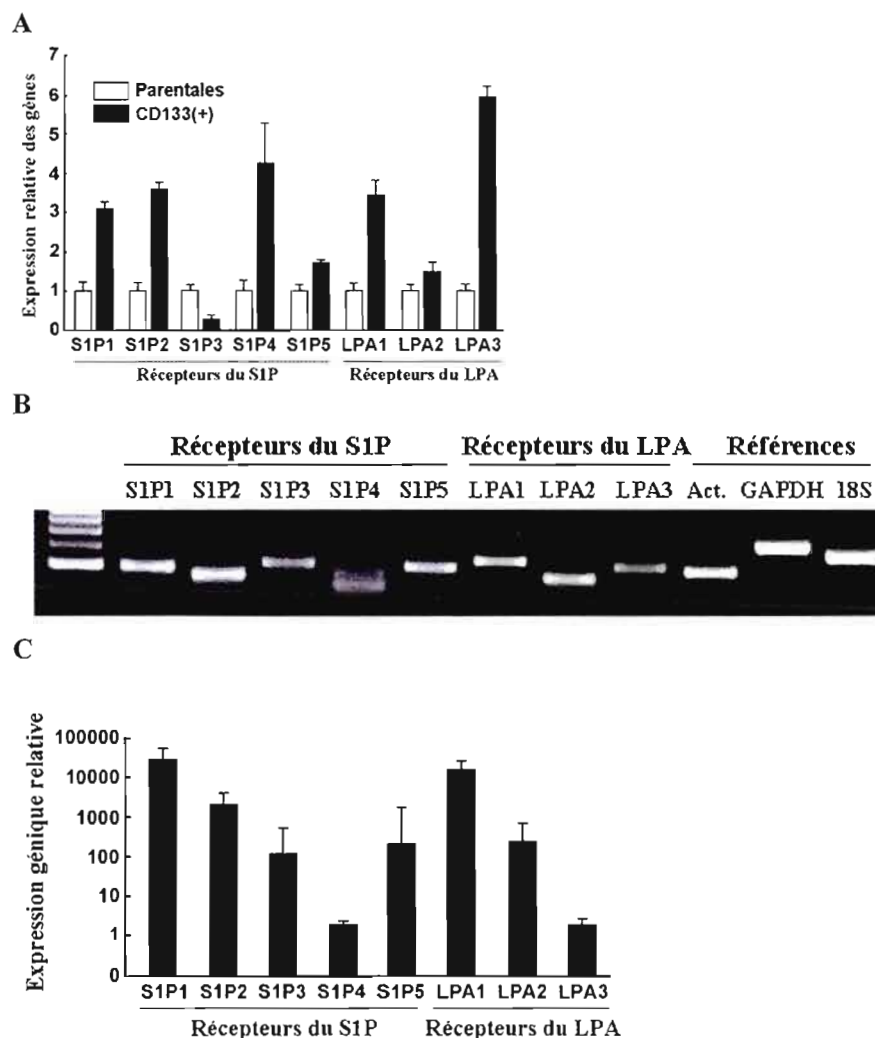 A
Expression relative des gènes
7
6
5
4
3
2
1
0
Parentales
CD133(+)
S1P1 S1P2 S1P3 S1P4 S1P5 LPA1 LPA2 LPA3
Récepteurs du S1P Récepteurs du LPA
B
Récepteurs du S1P Récepteurs du LPA Références
S1P1 S1P2 S1P3 S1P4 S1P5 LPA1 LPA2 LPA3 Act. GAPDH 18S
C
Expression génique relative
100000
10000
1000
100
10
1
0
S1P1 S1P2 S1P3 S1P4 S1P5 LPA1 LPA2 LPA3
Récepteurs du S1P Récepteurs du LPA